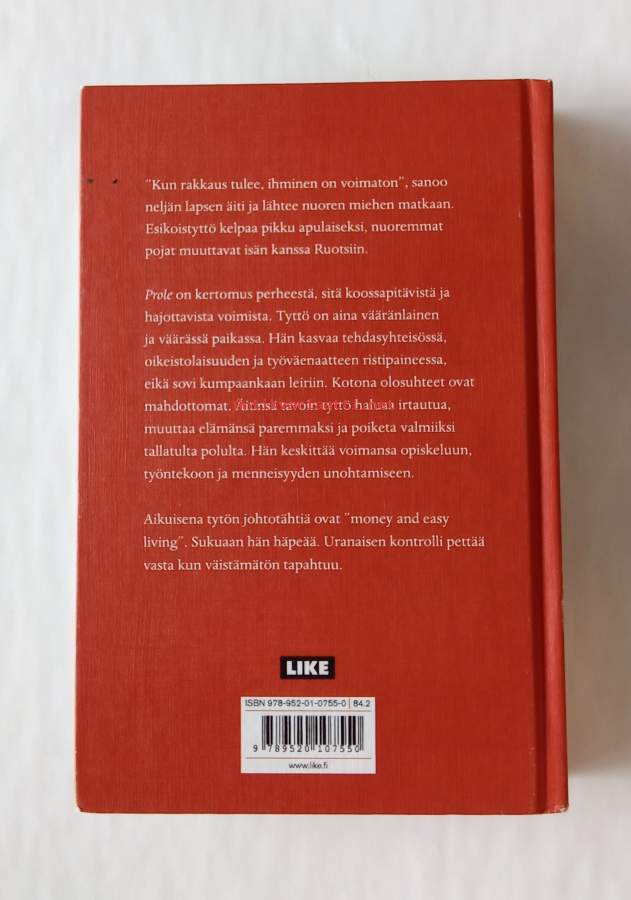 "Kun rakkaus tulee, ihminen on voimaton", sanoo
neljän lapsen äiti ja lähtee nuoren miehen matkaan.
Esikoistyttö kelpaa pikku apulaiseksi, nuoremmat
pojat muuttavat isän kanssa Ruotsiin.
Prole on kertomus perheestä, sitä koossapitävistä ja
hajottavista voimista. Tyttö on aina vääränlainen
ja väärässä paikassa. Hän kasvaa tehdasyhteisössä,
oikeistolaisuuden ja työväenaatteen ristipaineessa,
eikä sovi kumpaankaan leiriin. Kotona olosuhteet ovat
mahdottomat. tavoin tyttö haluaa irtautua,
muuttaa elämänsä paremmaksi ja poiketa valmiiksi
tallatulta polulta. Hän keskittää voimansa opiskeluun,
työntekoon ja menneisyyden unohtamiseen.
Aikuisena tytön johtotähtiä ovat "money and easy
living". Sukuaan hän häpeää. Uranaisen kontrolli pettää
vasta kun väistämätön tapahtuu.
LIKE
ISBN 978-952-01-0755-0 | 84.2
9 789520 107550
www.like.fi